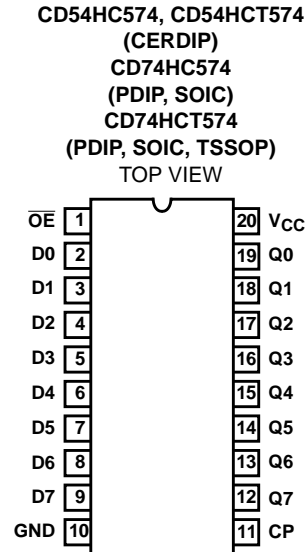 CD54HC574, CD54HCT574
(CERDIP)
CD74HC574
(PDIP, SOIC)
CD74HCT574
(PDIP, SOIC, TSSOP)
TOP VIEW
OE 1 20 VCC
D0 2 19 Q0
D1 3 18 Q1
D2 4 17 Q2
D3 5 16 Q3
D4 6 15 Q4
D5 7 14 Q5
D6 8 13 Q6
D7 9 12 Q7
GND 10 11 CP